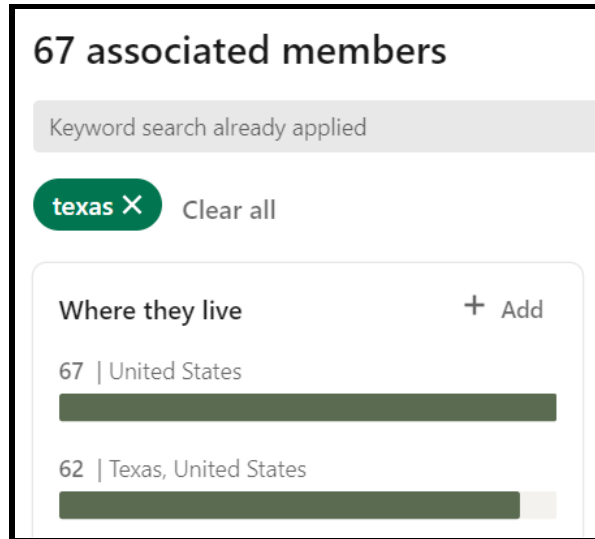 67 associated members
Keyword search already applied
texas ✕ Clear all
Where they live + Add
67 | United States
62 | Texas, United States